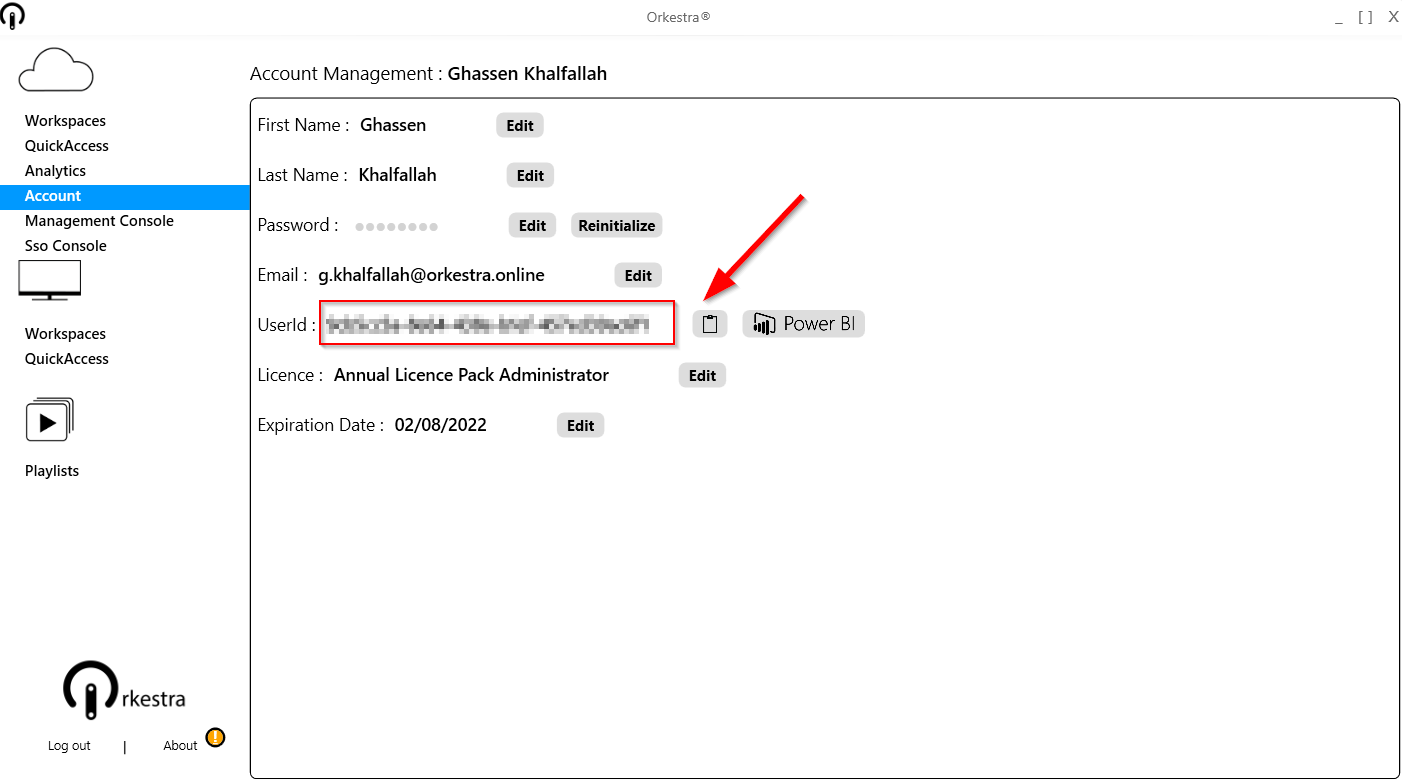 Orkestra®
_ [ ] X
Workspaces
QuickAccess
Analytics
Account
Management Console
Sso Console
Workspaces
QuickAccess
Playlists
rkestra
Log out | About
Account Management : Ghassen Khalfallah
First Name : Ghassen Edit
Last Name : Khalfallah Edit
Password : Edit Reinitialize
Email : g.khalfallah@orkestra.online Edit
UserId : Power BI
Licence : Annual Licence Pack Administrator Edit
Expiration Date : 02/08/2022 Edit